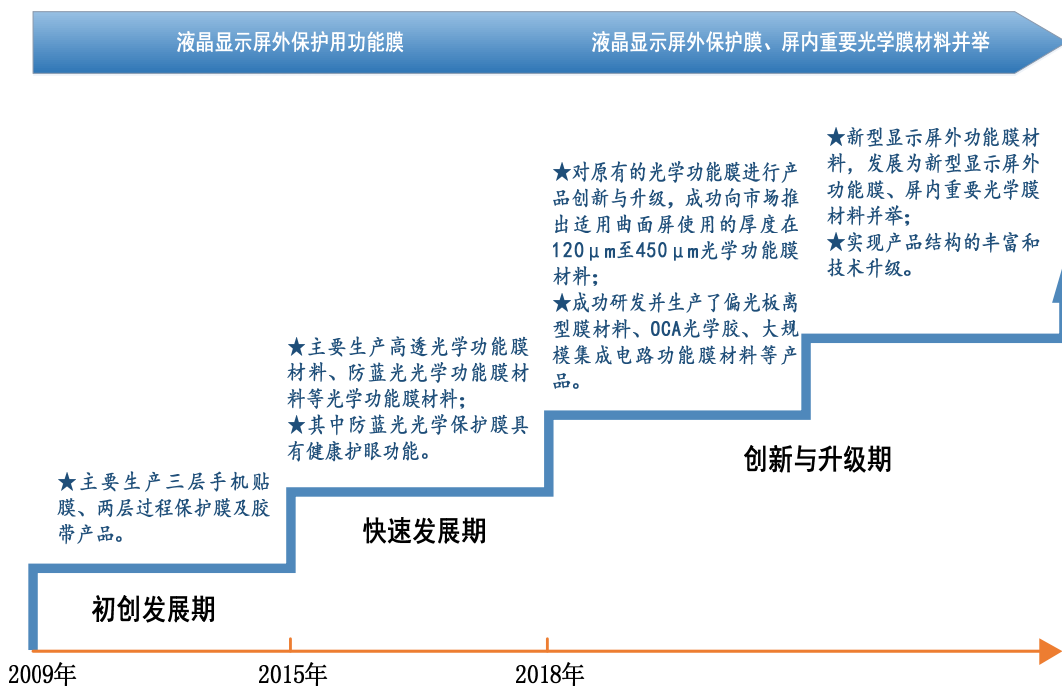 液晶显示屏外保护用功能膜
液晶显示屏外保护膜、屏内重要光学膜材料并举
★新型显示屏外功能膜材
料，发展为新型显示屏外
功能膜、屏内重要光学膜
材料并举；
★实现产品结构的丰富和
技术升级。
★对原有的光学功能膜进行产
品创新与升级，成功向市场推
出适用曲面屏使用的厚度在
120μm至450μm光学功能膜
材料；
★成功研发并生产了偏光板离
型膜材料、OCA光学胶、大规
模集成电路功能膜材料等产
品。
★主要生产高透光学功能膜
材料、防蓝光光学功能膜材
料等光学功能膜材料；
★其中防蓝光光学保护膜具
有健康护眼功能。
★主要生产三层手机贴
膜、两层过程保护膜及胶
带产品。
创新与升级期
快速发展期
初创发展期
2009年
2015年
2018年